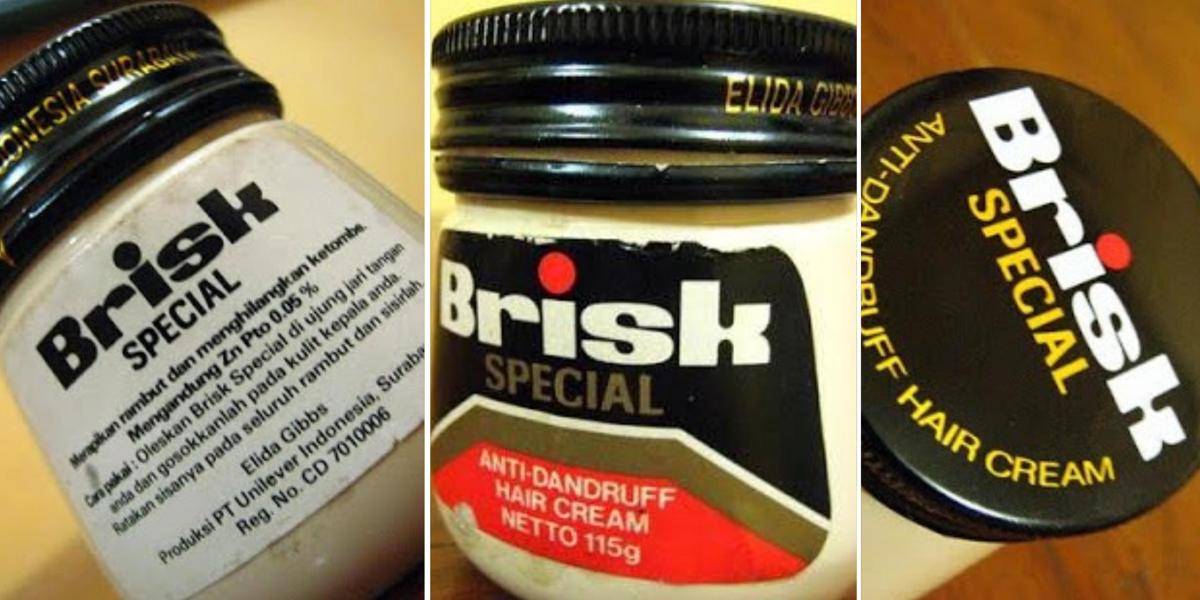 ONESIA SURABAYA
Brisk
SPECIAL
Merapikan rambut dan menghilangkan ketombe.
Mengandung Zn Pto 0.05 %
Cara pakai: Oleskan Brisk Special di ujung jari tangan
anda dan gosokkanlah pada kulit kepala anda.
Ratakan sisanya pada seluruh rambut dan sisirlah.
Elida Gibbs
Produksi PT Unilever Indonesia, Suraba
Reg. No. CD 7010006
ELIDA GIBB
Brisk
SPECIAL
ANTI-DANDRUFF
HAIR CREAM
NETTO 115g
Brisk
SPECIAL
ANTI-DANDRUFF HAIR CREAM